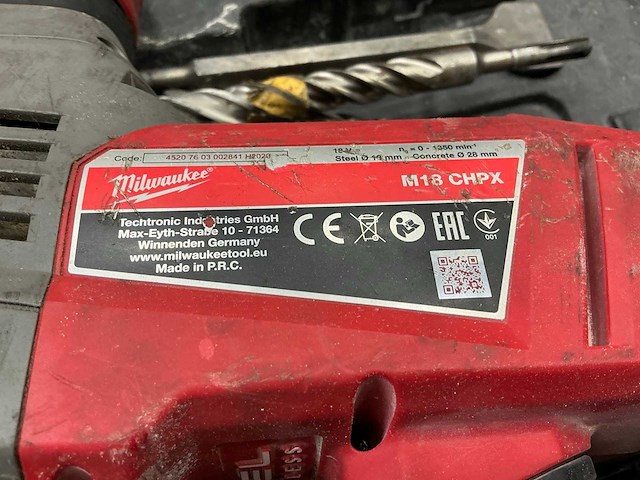 Code: 4520 76 03 002841 H2020
18 V n₀ = 0 - 1350 min⁻¹
Steel Ø 13 mm Concrete Ø 28 mm
Milwaukee
M18 CHPX
Techtronic Industries GmbH
Max-Eyth-Straße 10 - 71364
Winnenden Germany
www.milwaukeetool.eu
Made in P.R.C.
CE
EAC
001